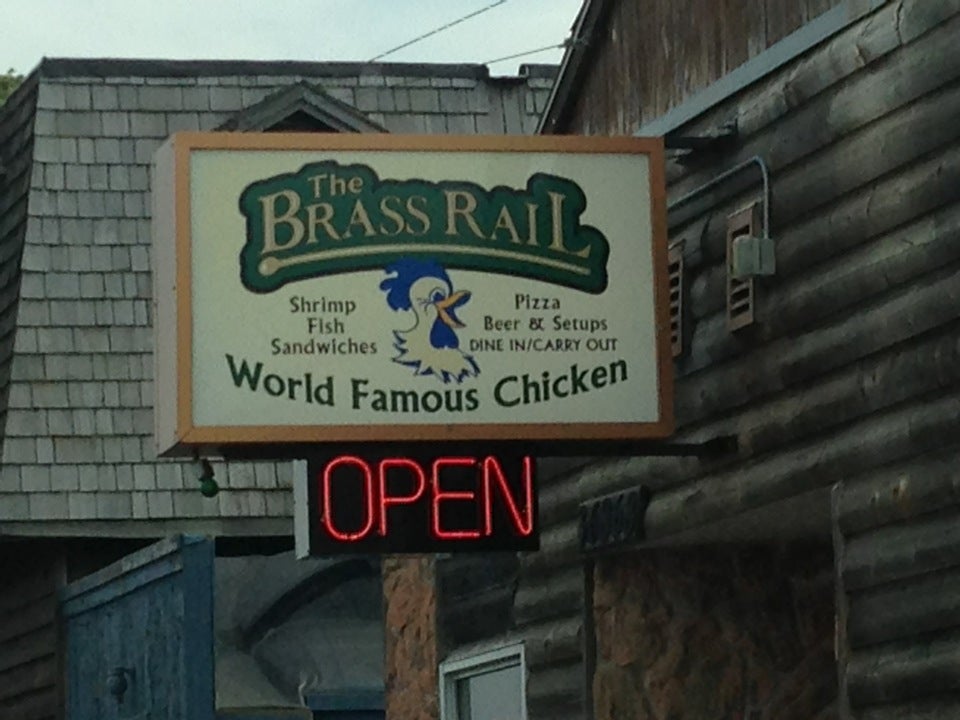 The
BRASS RAIL
Shrimp
Fish
Sandwiches
Pizza
Beer & Setups
DINE IN/CARRY OUT
World Famous Chicken
OPEN